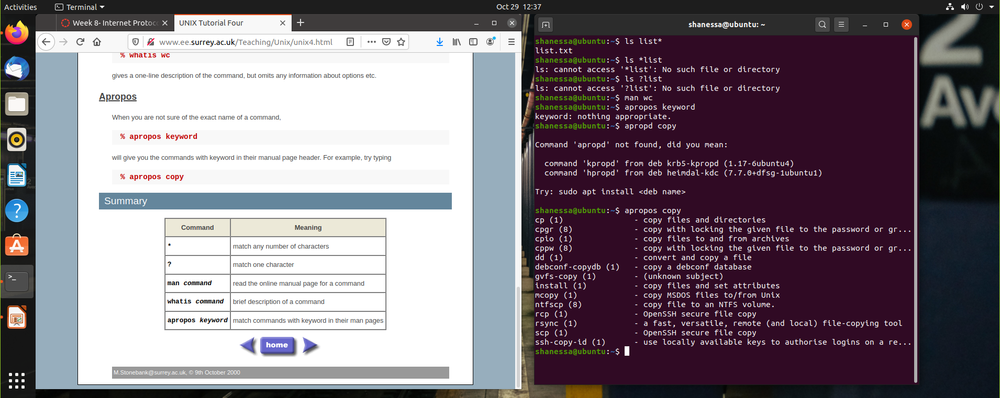 Activities
Terminal
Oct 29 12:37
Week 8- Internet Protoco
UNIX Tutorial Four
www.ee.surrey.ac.uk/Teaching/Unix/unix4.html
% whatis wc
gives a one-line description of the command, but omits any information about options etc.
Apropos
When you are not sure of the exact name of a command,
% apropos keyword
will give you the commands with keyword in their manual page header. For example, try typing
% apropos copy
Summary
Command Meaning
* match any number of characters
? match one character
man command read the online manual page for a command
whatis command brief description of a command
apropos keyword match commands with keyword in their man pages
home
M.Stonebank@surrey.ac.uk, © 9th October 2000
shanessa@ubuntu: ~
shanessa@ubuntu:~$ ls list*
list.txt
shanessa@ubuntu:~$ ls *list
ls: cannot access '*list': No such file or directory
shanessa@ubuntu:~$ ls ?list
ls: cannot access '?list': No such file or directory
shanessa@ubuntu:~$ man wc
shanessa@ubuntu:~$ apropos keyword
keyword: nothing appropriate.
shanessa@ubuntu:~$ apropd copy
Command 'apropd' not found, did you mean:
command 'kpropd' from deb krb5-kpropd (1.17-6ubuntu4)
command 'hpropd' from deb heimdal-kdc (7.7.0+dfsg-1ubuntu1)
Try: sudo apt install <deb name>
shanessa@ubuntu:~$ apropos copy
cp (1) - copy files and directories
cpgr (8) - copy with locking the given file to the password or gr...
cpio (1) - copy files to and from archives
cppw (8) - copy with locking the given file to the password or gr...
dd (1) - convert and copy a file
debconf-copydb (1) - copy a debconf database
gvfs-copy (1) - (unknown subject)
install (1) - copy files and set attributes
mcopy (1) - copy MSDOS files to/from Unix
ntfscp (8) - copy file to an NTFS volume.
rcp (1) - OpenSSH secure file copy
rsync (1) - a fast, versatile, remote (and local) file-copying tool
scp (1) - OpenSSH secure file copy
ssh-copy-id (1) - use locally available keys to authorise logins on a re...
shanessa@ubuntu:~$
2
Ave